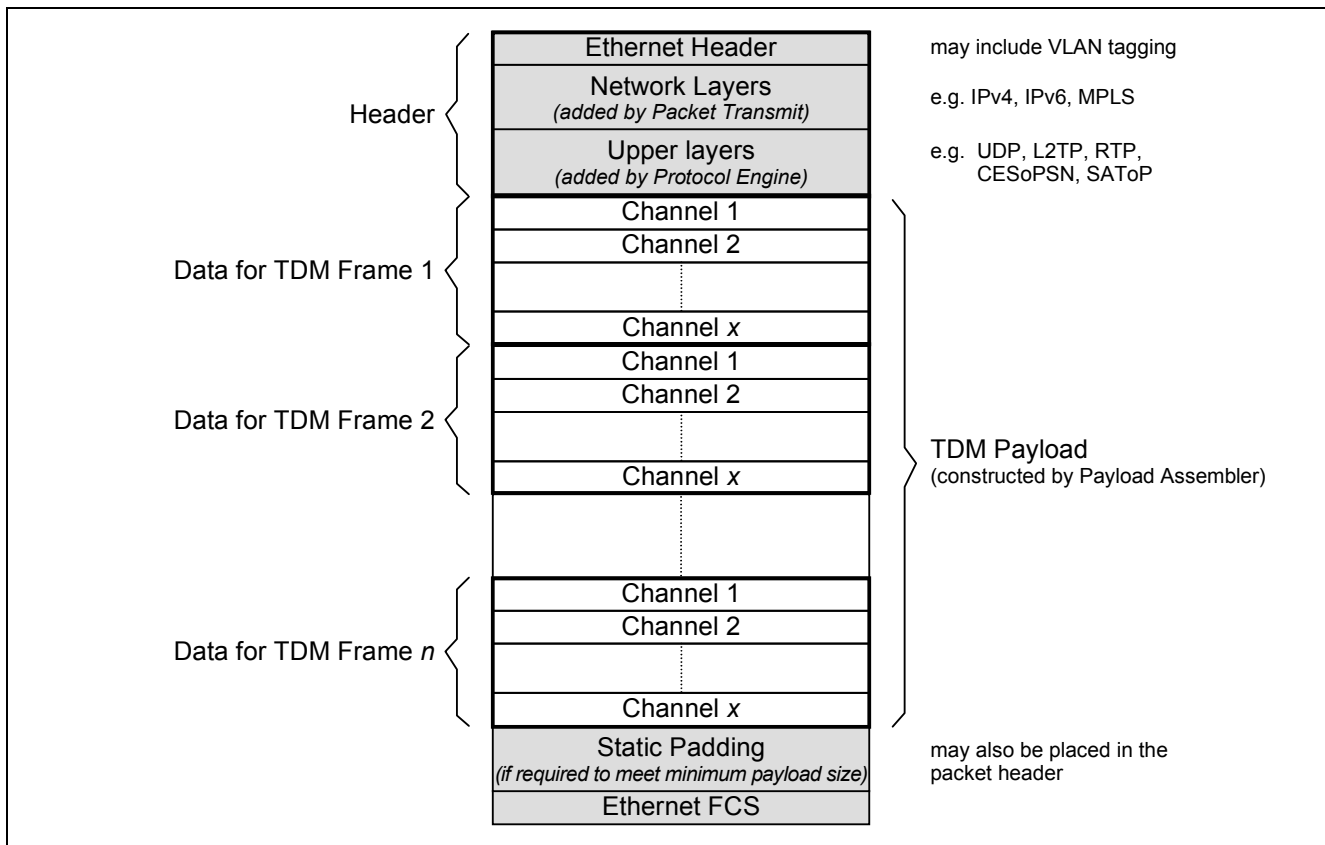 Ethernet Header
may include VLAN tagging
Network Layers
(added by Packet Transmit)
e.g. IPv4, IPv6, MPLS
Header
Upper layers
(added by Protocol Engine)
e.g. UDP, L2TP, RTP,
CESoPSN, SAToP
Channel 1
Channel 2
Data for TDM Frame 1
Channel x
Channel 1
Channel 2
Data for TDM Frame 2
Channel x
TDM Payload
(constructed by Payload Assembler)
Channel 1
Channel 2
Data for TDM Frame n
Channel x
Static Padding
(if required to meet minimum payload size)
may also be placed in the
packet header
Ethernet FCS